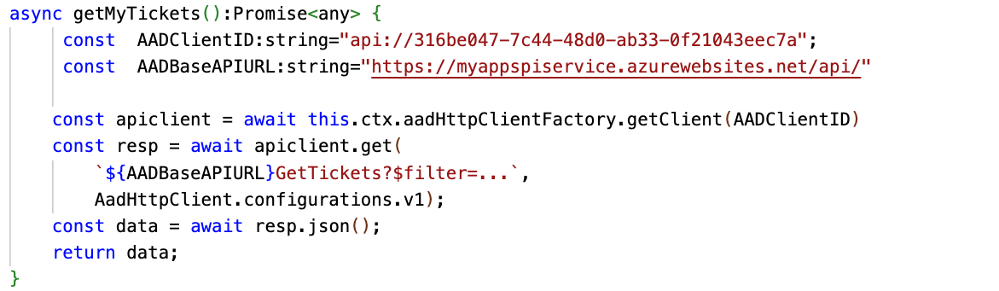 async getMyTickets():Promise<any> {
const  AADClientID:string="api://316be047-7c44-48d0-ab33-0f21043eec7a";
const  AADBaseAPIURL:string="https://myappspiservice.azurewebsites.net/api/"
const apiclient = await this.ctx.aadHttpClientFactory.getClient(AADClientID)
const resp = await apiclient.get(
`${AADBaseAPIURL}GetTickets?$filter=...`,
AadHttpClient.configurations.v1);
const data = await resp.json();
return data;
}